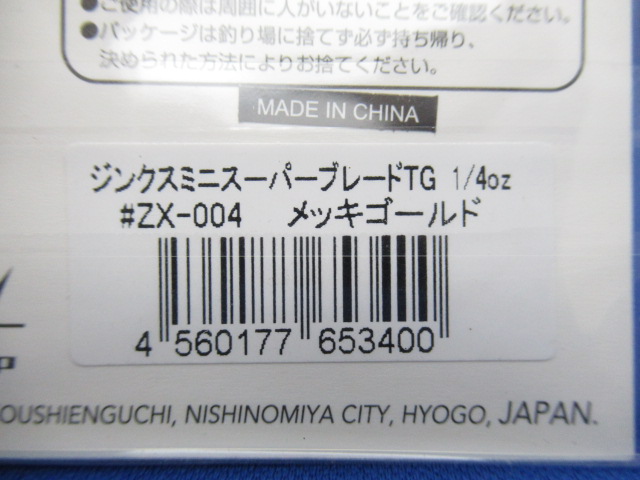 ●ご使用の際は周囲に人がいないことをご確認ください。
●パッケージは釣り場に捨てず必ず持ち帰り、
決められた方法によりお捨てください。
MADE IN CHINA
ジンクスミニスーパーブレードTG 1/4oz
#ZX-004 メッキゴールド
4 560177 653400
OUSHIENGUCHI, NISHINOMIYA CITY, HYOGO, JAPAN.